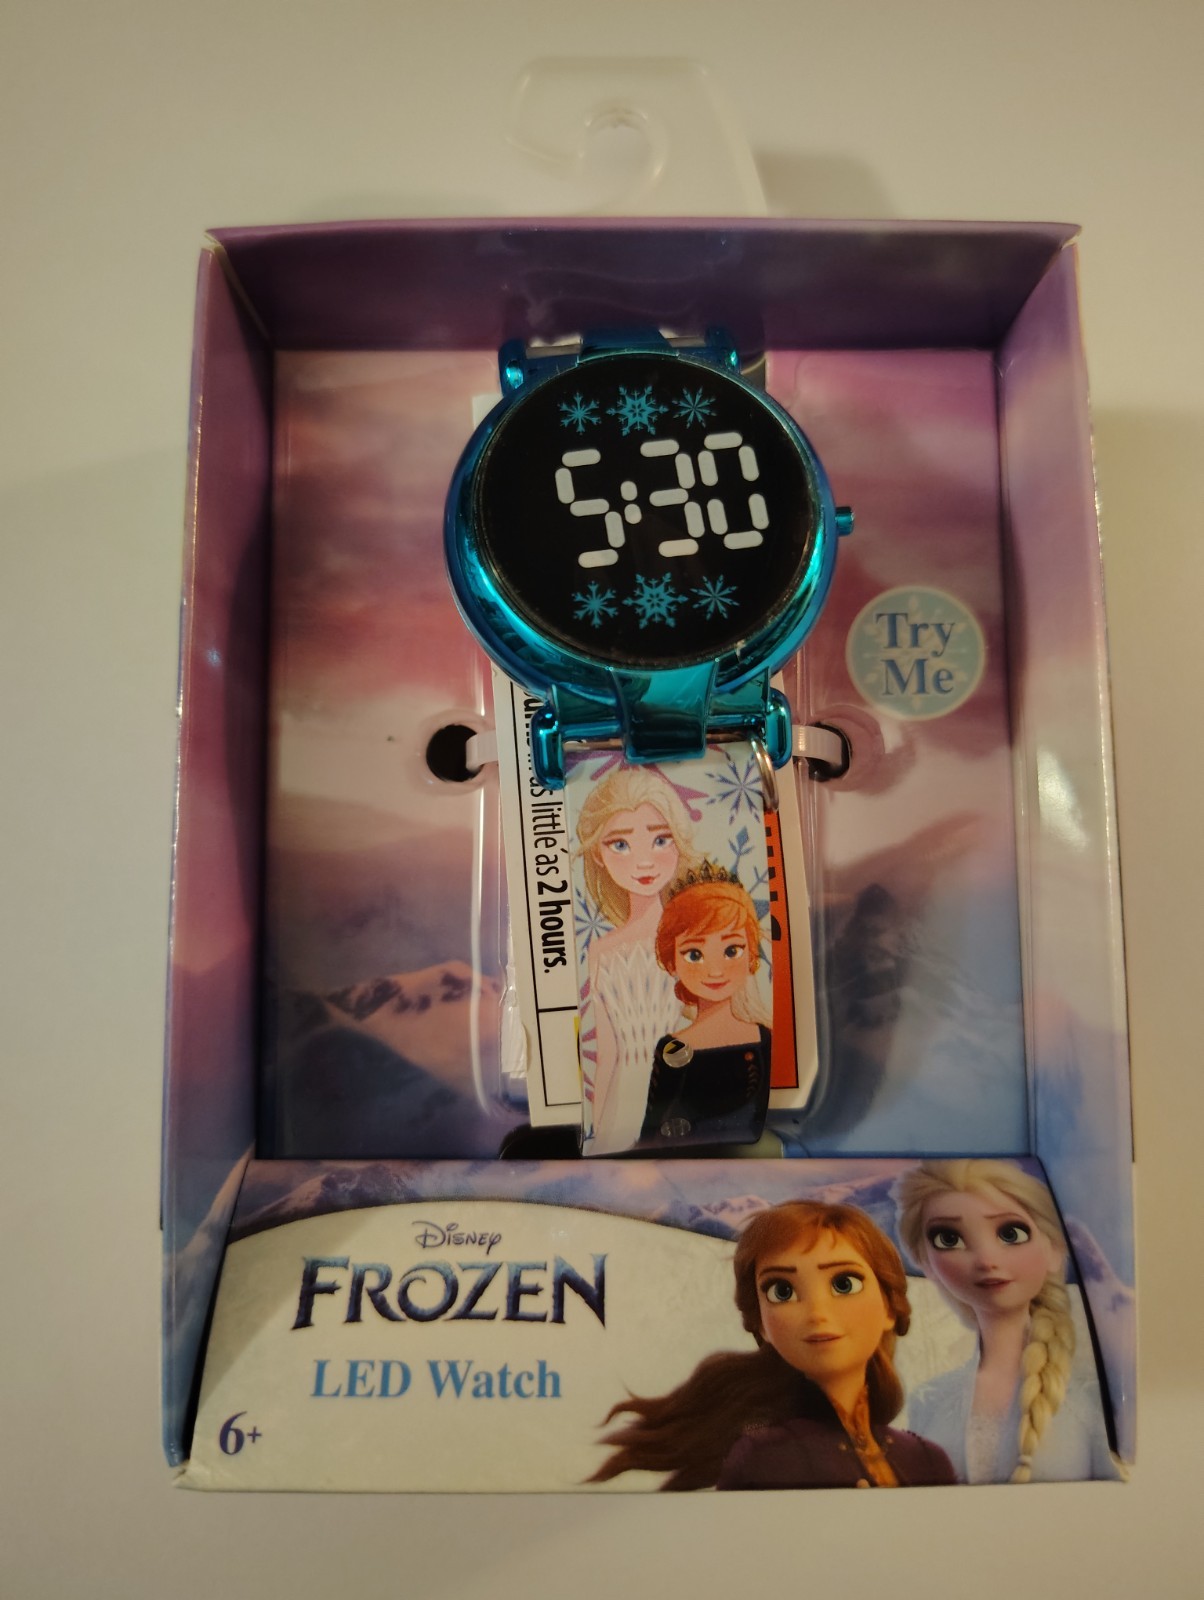 5:30
Try
Me
as little as 2 hours.
Disney
FROZEN
LED Watch
6+